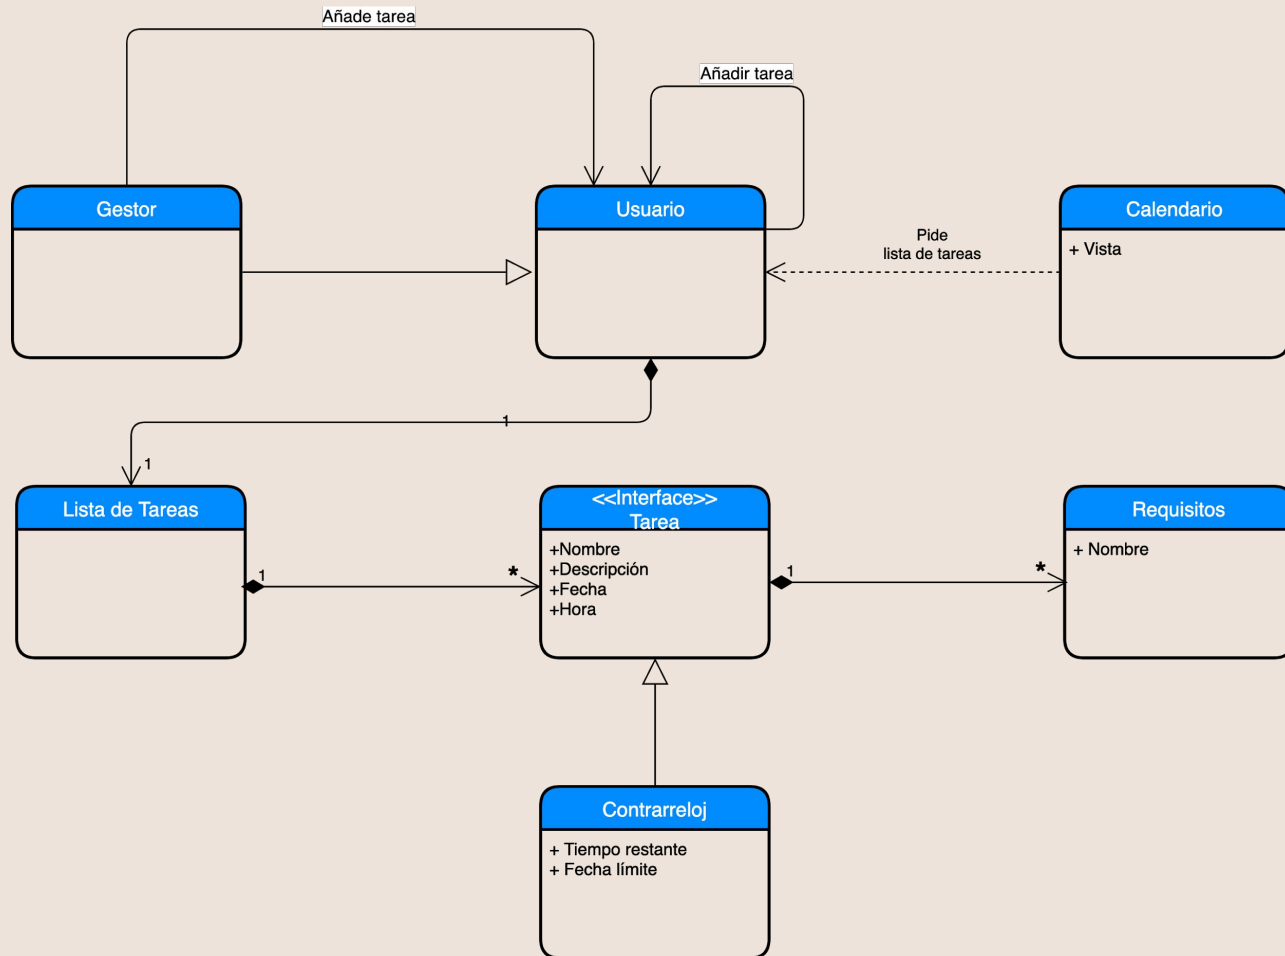 Añade tarea
Añadir tarea
Gestor
Usuario
Calendario
+ Vista
Pide
lista de tareas
1
1
Lista de Tareas
<<Interface>>
Tarea
Requisitos
+Nombre
+Descripción
+Fecha
+Hora
+ Nombre
1
*
1
*
Contrarreloj
+ Tiempo restante
+ Fecha límite